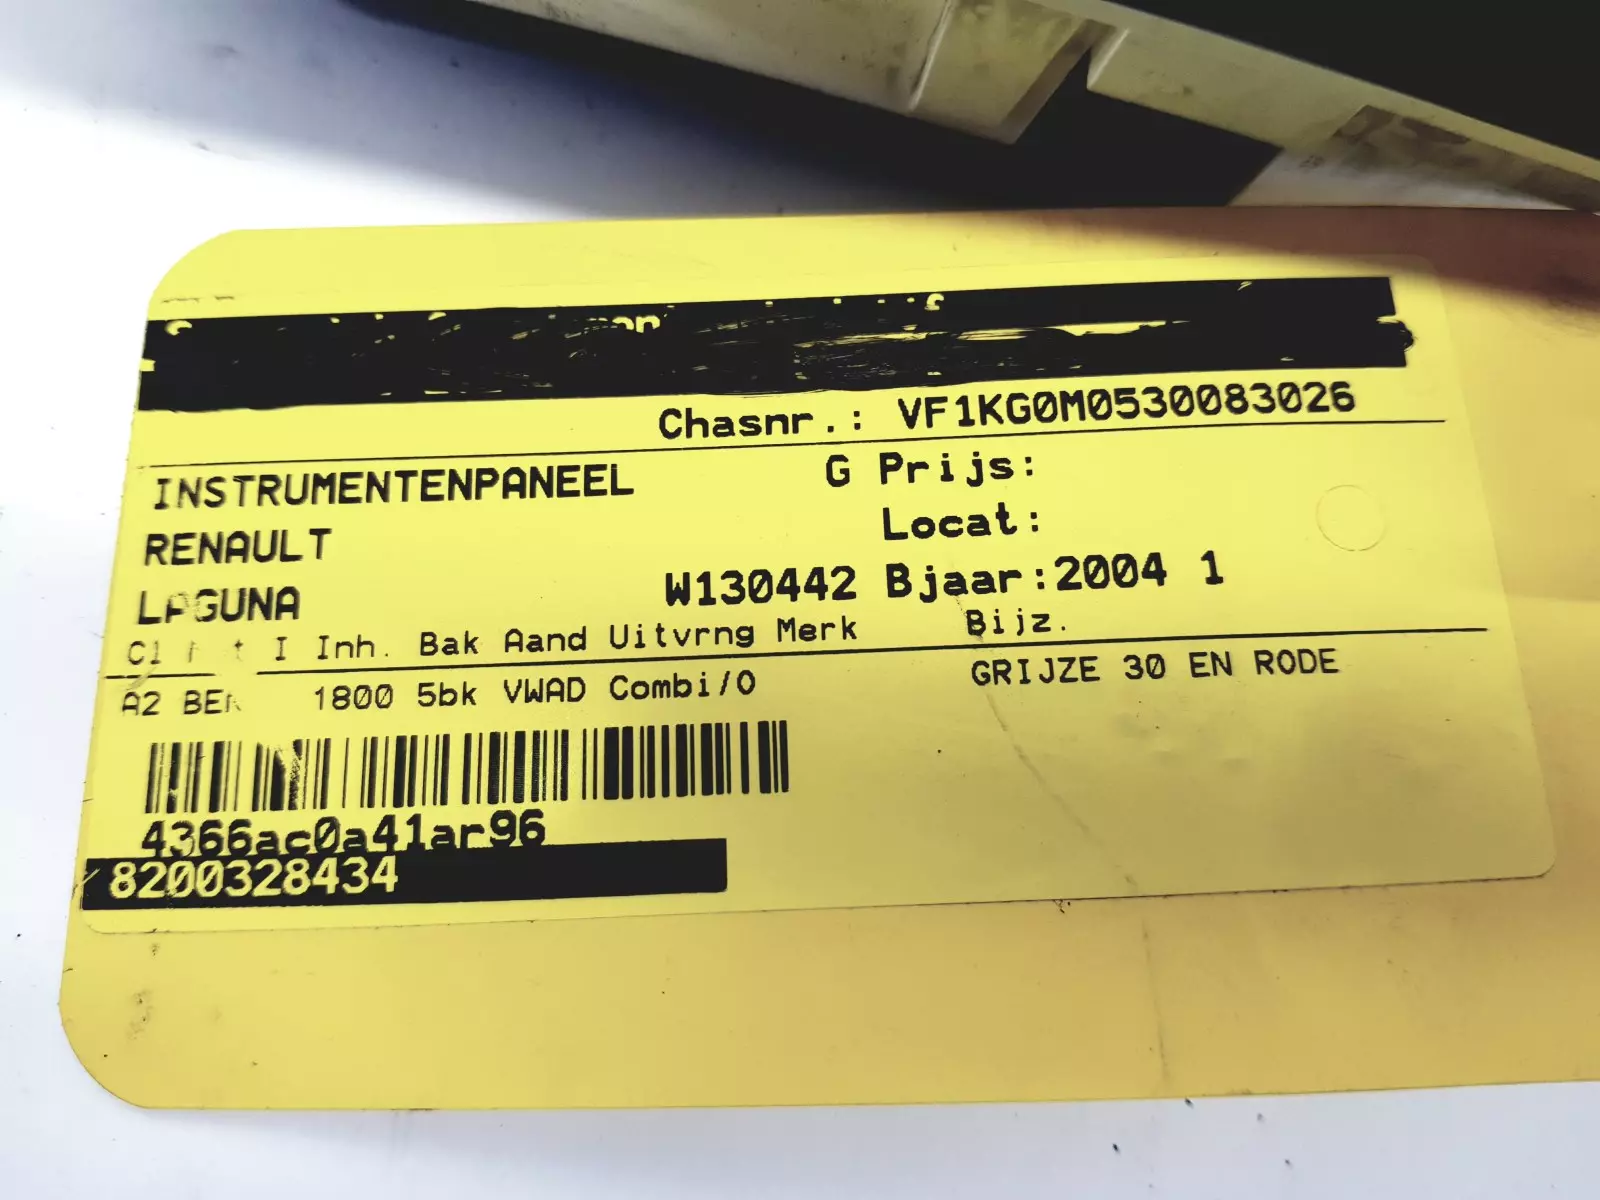 Chasnr.: VF1KG0M0530083026
INSTRUMENTENPANEEL G Prijs:
RENAULT Locat:
LAGUNA W130442 Bjaar:2004 1
I Inh. Bak Aand Uitvrng Merk Bijz.
A2 1800 5bk VWAD Combi/O GRIJZE 30 EN RODE
4366ac0a41ar96
8200328434